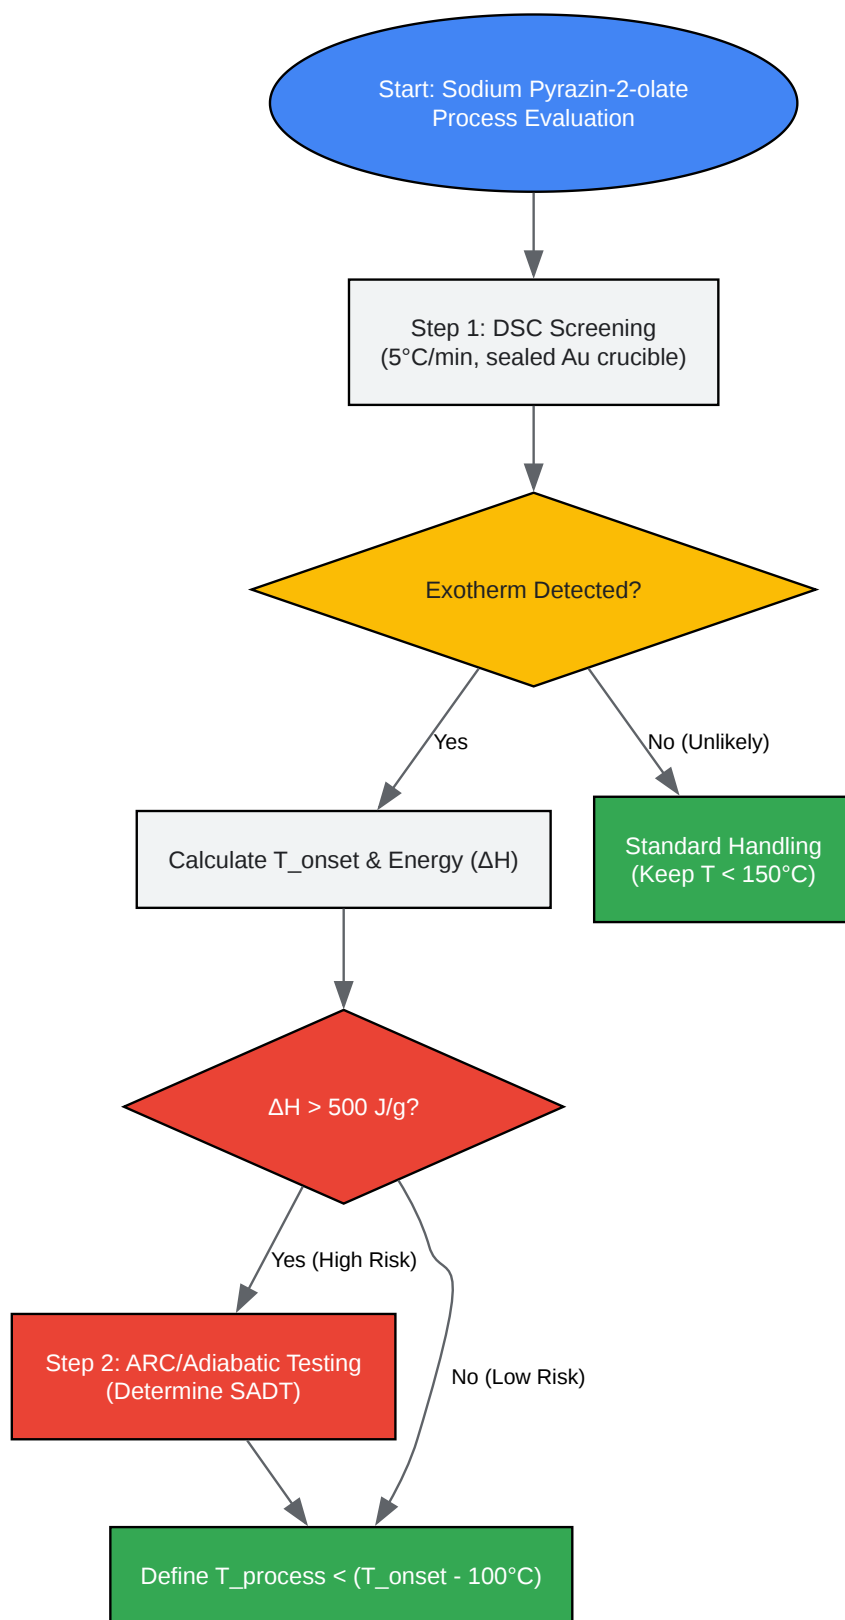 Start: Sodium Pyrazin-2-olate
Process Evaluation
Step 1: DSC Screening
(5°C/min, sealed Au crucible)
Exotherm Detected?
Yes
No (Unlikely)
Calculate T_onset & Energy (ΔH)
Standard Handling
(Keep T < 150°C)
ΔH > 500 J/g?
Yes (High Risk)
Step 2: ARC/Adiabatic Testing
(Determine SADT)
No (Low Risk)
Define T_process < (T_onset - 100°C)